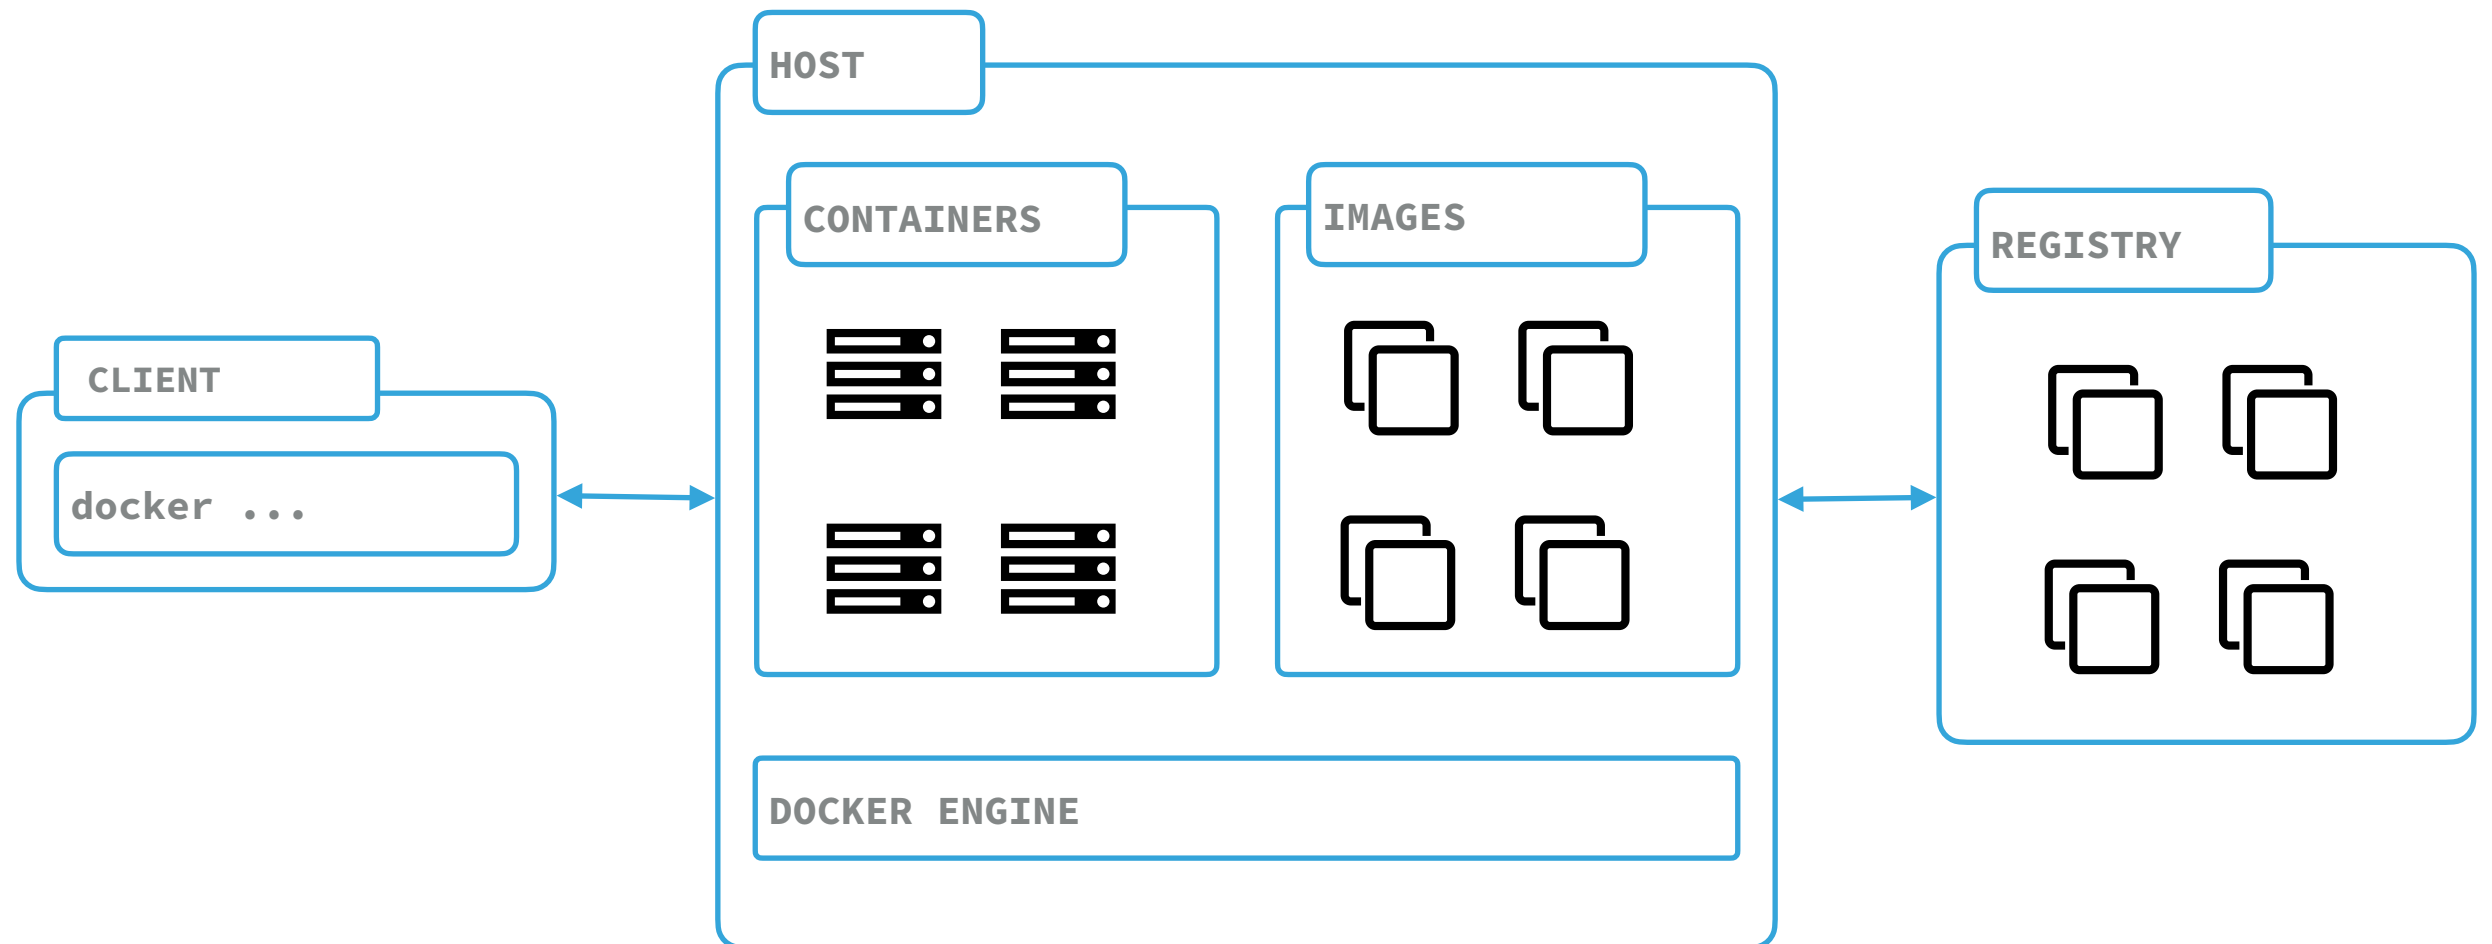 HOST
CONTAINERS
IMAGES
REGISTRY
CLIENT
docker ...
DOCKER ENGINE